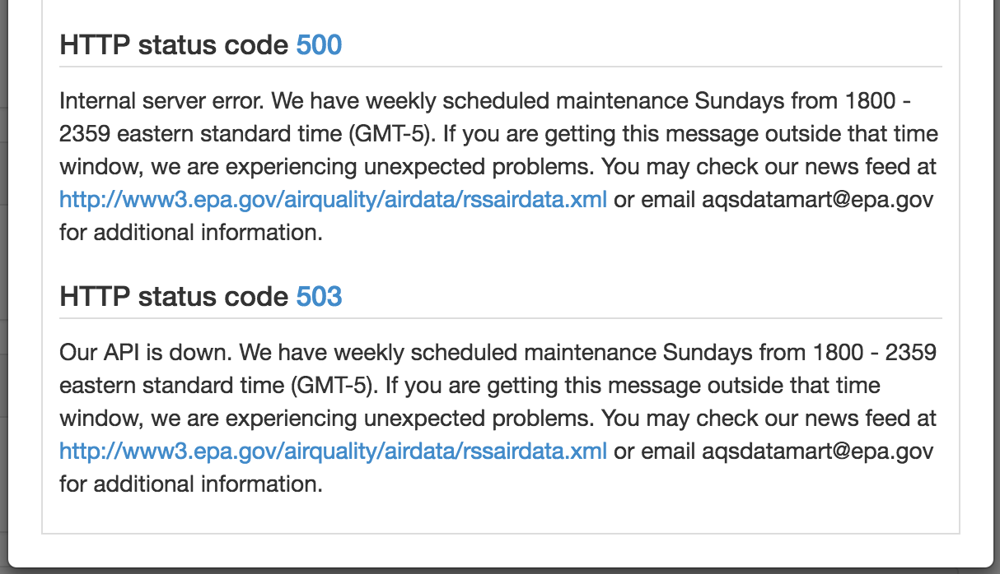 HTTP status code 500
Internal server error. We have weekly scheduled maintenance Sundays from 1800 -
2359 eastern standard time (GMT-5). If you are getting this message outside that time
window, we are experiencing unexpected problems. You may check our news feed at
http://www3.epa.gov/airquality/airdata/rssairdata.xml or email aqsdatamart@epa.gov
for additional information.
HTTP status code 503
Our API is down. We have weekly scheduled maintenance Sundays from 1800 - 2359
eastern standard time (GMT-5). If you are getting this message outside that time
window, we are experiencing unexpected problems. You may check our news feed at
http://www3.epa.gov/airquality/airdata/rssairdata.xml or email aqsdatamart@epa.gov
for additional information.